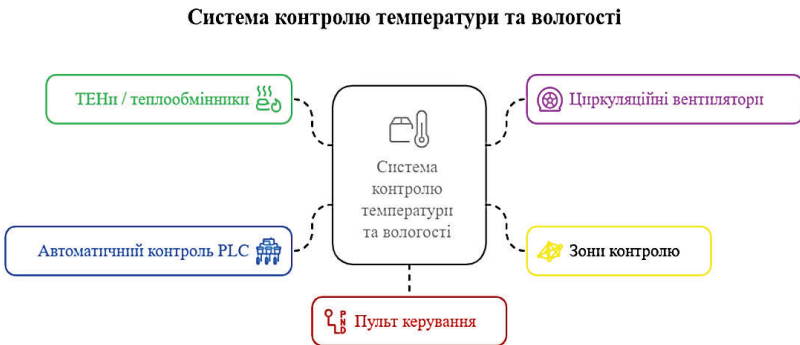 Система контролю температури та вологості
ТЕНи / теплообмінники
Циркуляційні вентилятори
Система
контролю
температури
та вологості
Автоматичний контроль PLC
Зони контролю
P
N
D
Пульт керування